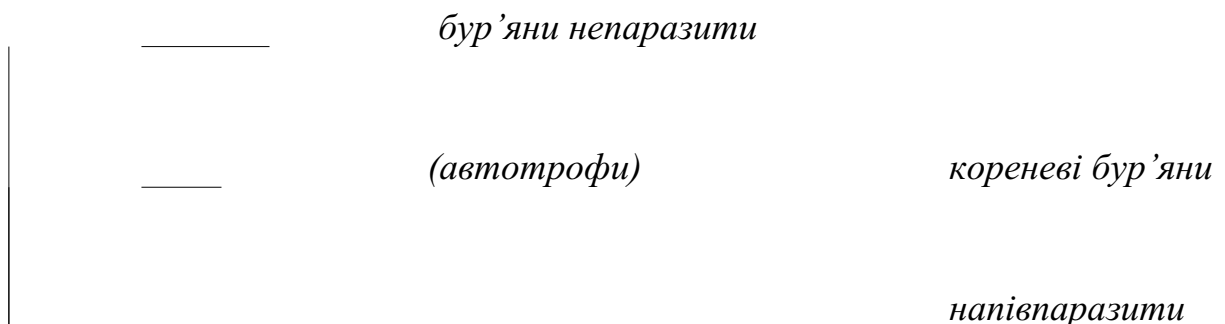 бур’яни непаразити
(автотрофи) кореневі бур’яни
напівпаразити